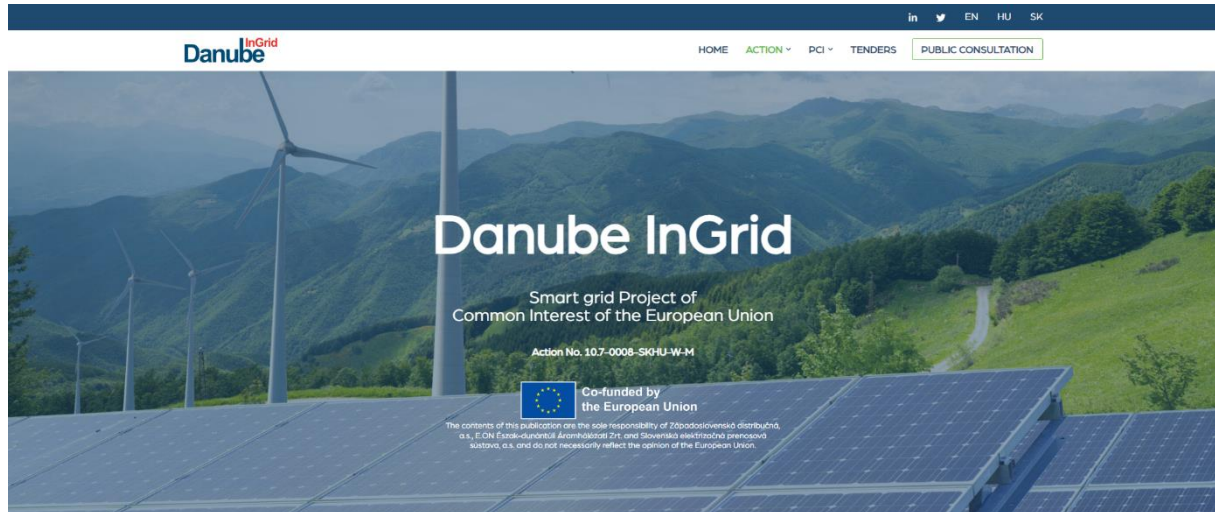 in EN HU SK
Danube InGrid
HOME ACTION PCI TENDERS PUBLIC CONSULTATION
Danube InGrid
Smart grid Project of
Common Interest of the European Union
Action No. 10.7-0008-SKHU-W-M
Co-funded by
the European Union
The contents of this publication are the sole responsibility of Západoslovenská distribučná,
a.s., E.ON Észak-dunántúli Áramhálózati Zrt. and Slovenská elektrizačná prenosová
sústava, a.s. and do not necessarily reflect the opinion of the European Union.